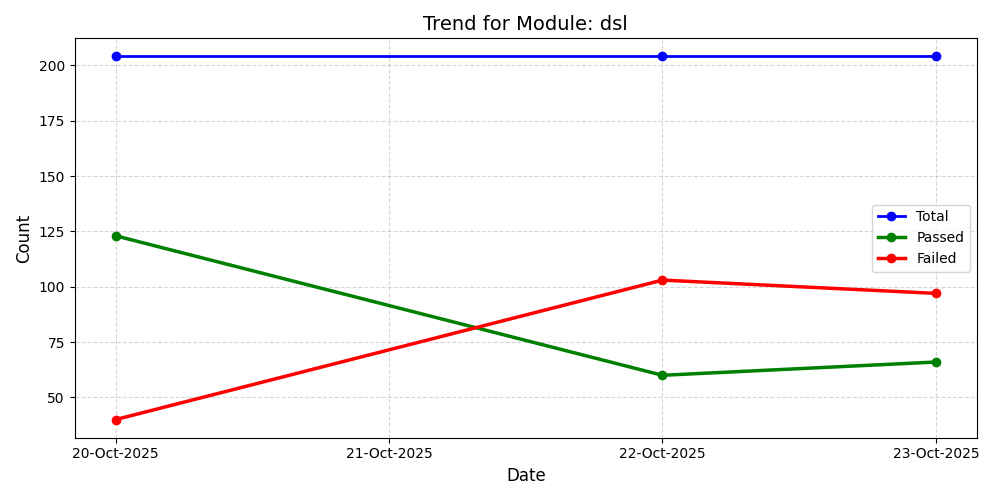 Trend for Module: dsl
200
175
150
125
100
75
50
Count
Total
Passed
Failed
20-Oct-2025
21-Oct-2025
22-Oct-2025
23-Oct-2025
Date